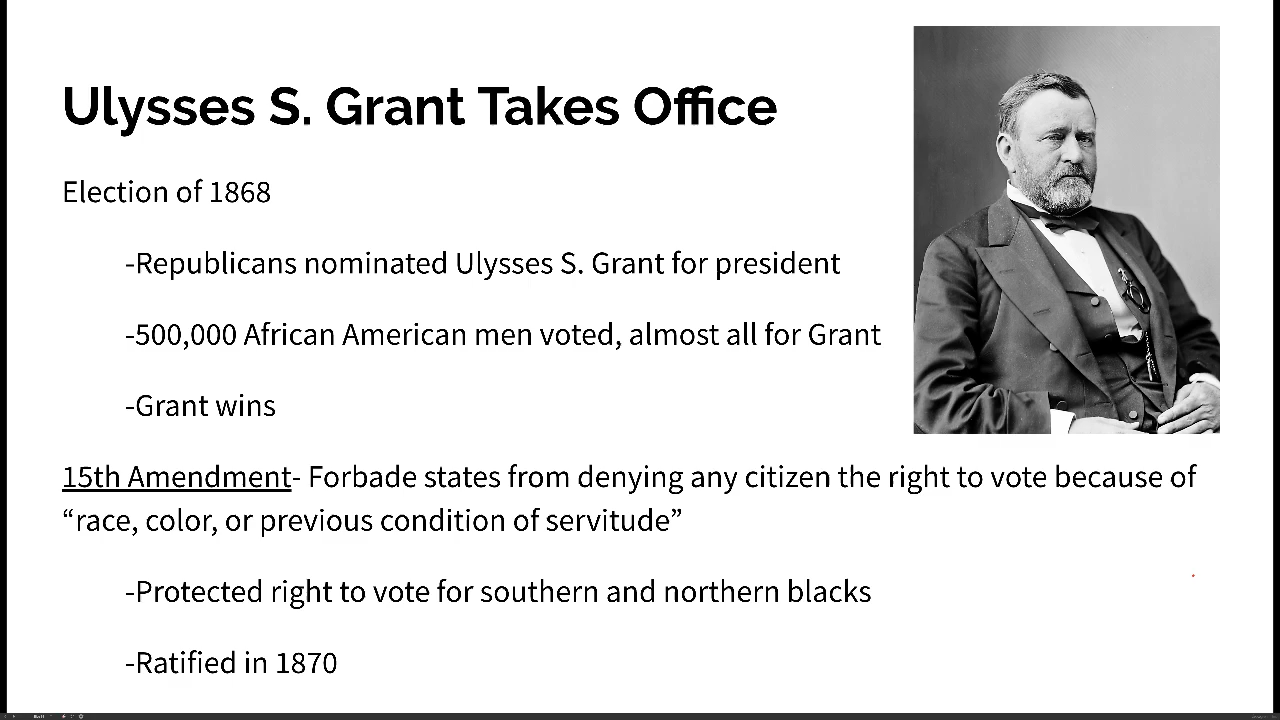 Ulysses S. Grant Takes Office
Election of 1868
-Republicans nominated Ulysses S. Grant for president
-500,000 African American men voted, almost all for Grant
-Grant wins
15th Amendment- Forbade states from denying any citizen the right to vote because of
“race, color, or previous condition of servitude”
-Protected right to vote for southern and northern blacks
-Ratified in 1870